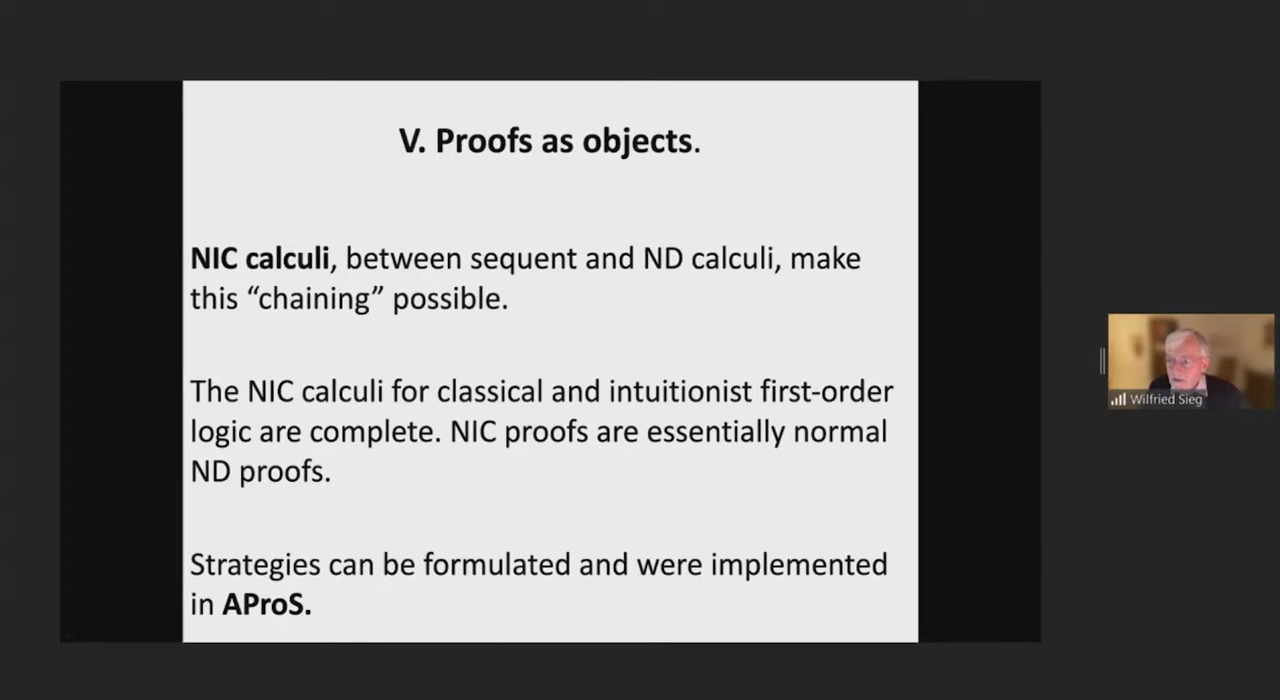 V. Proofs as objects.
NIC calculi, between sequent and ND calculi, make
this “chaining” possible.
The NIC calculi for classical and intuitionist first-order
logic are complete. NIC proofs are essentially normal
ND proofs.
Strategies can be formulated and were implemented
in AProS.
Wilfried Sieg